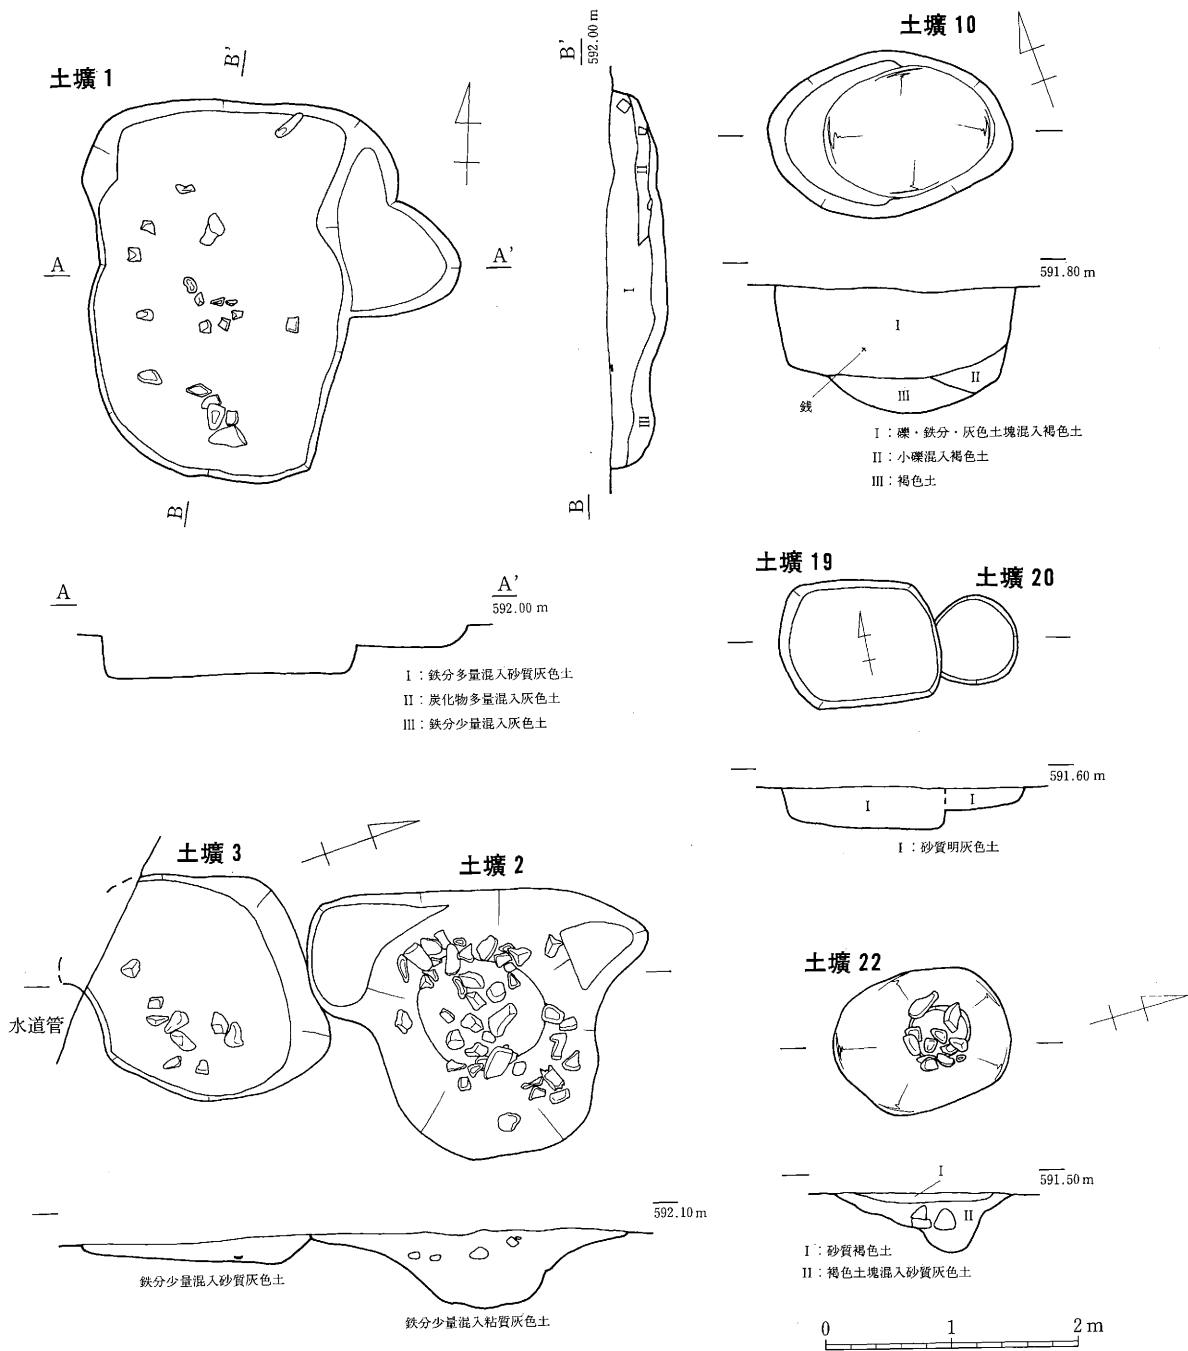 土壙 1
B'
A
A'
B
B'
592.00 m
I
II
III
B
A
A'
592.00 m
I：鉄分多量混入砂質灰色土
II：炭化物多量混入灰色土
III：鉄分少量混入灰色土
土壙 10
591.80 m
I
II
III
銭
I：礫・鉄分・灰色土塊混入褐色土
II：小礫混入褐色土
III：褐色土
土壙 19
土壙 20
591.60 m
I
I
I：砂質明灰色土
土壙 3
土壙 2
水道管
592.10 m
鉄分少量混入砂質灰色土
鉄分少量混入粘質灰色土
土壙 22
I
591.50 m
II
I：砂質褐色土
II：褐色土塊混入砂質灰色土
0 1 2 m